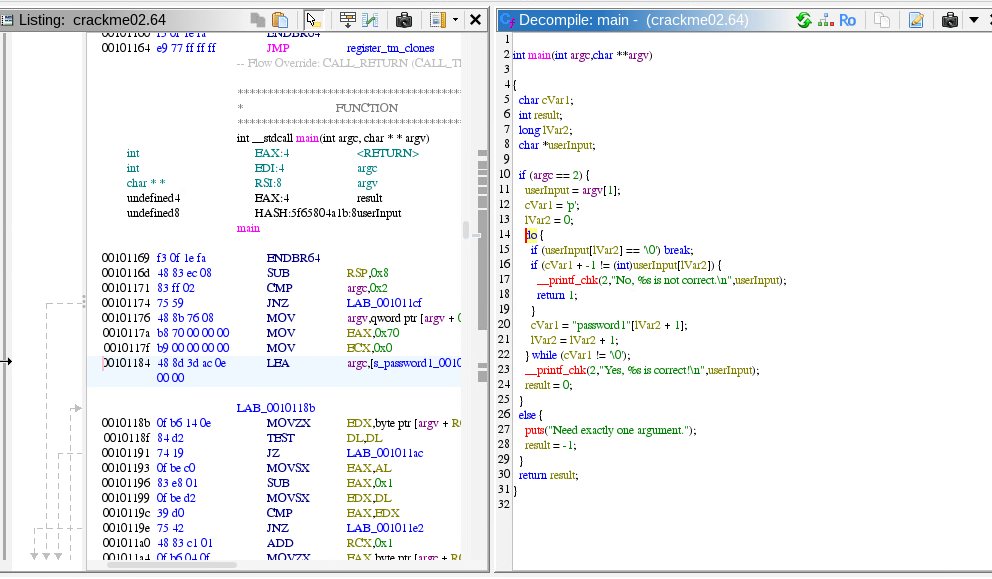 Listing: crackme02.64
00101160 f3 0f 1e fa ENDBR64
00101164 e9 77 ff ff ff JMP register_tm_clones
-- Flow Override: CALL_RETURN (CALL_TE
************************************
* FUNCTION
************************************
int __stdcall main(int argc, char * * argv)
int EAX:4 <RETURN>
int EDI:4 argc
char * * RSI:8 argv
undefined4 EAX:4 result
undefined8 HASH:5f65804a1b:8 userInput
main
00101169 f3 0f 1e fa ENDBR64
0010116d 48 83 ec 08 SUB RSP,0x8
00101171 83 ff 02 CMP argc,0x2
00101174 75 59 JNZ LAB_001011cf
00101176 48 8b 76 08 MOV argv,qword ptr [argv + 0
0010117a b8 70 00 00 00 MOV EAX,0x70
0010117f b9 00 00 00 00 MOV ECX,0x0
00101184 48 8d 3d ac 0e LEA argc,[s_password1_0010
00 00
LAB_0010118b
0010118b 0f b6 14 0e MOVZX EDX,byte ptr [argv + RC
0010118f 84 d2 TEST DL,DL
00101191 74 19 JZ LAB_001011ac
00101193 0f be c0 MOVSX EAX,AL
00101196 83 e8 01 SUB EAX,0x1
00101199 0f be d2 MOVSX EDX,DL
0010119c 39 d0 CMP EAX,EDX
0010119e 75 42 JNZ LAB_001011e2
001011a0 48 83 c1 01 ADD RCX,0x1
001011a4 0f b6 04 0f MOVZX EAX,byte ptr [argc + RC
Decompile: main - (crackme02.64)
Ro
1
2 int main(int argc,char **argv)
3
4 {
5 char cVar1;
6 int result;
7 long lVar2;
8 char *userInput;
9
10 if (argc == 2) {
11 userInput = argv[1];
12 cVar1 = 'p';
13 lVar2 = 0;
14 do {
15 if (userInput[lVar2] == '\0') break;
16 if (cVar1 + -1 != (int)userInput[lVar2]) {
17 __printf_chk(2,"No, %s is not correct.\n",userInput);
18 return 1;
19 }
20 cVar1 = "password1"[lVar2 + 1];
21 lVar2 = lVar2 + 1;
22 } while (cVar1 != '\0');
23 __printf_chk(2,"Yes, %s is correct!\n",userInput);
24 result = 0;
25 }
26 else {
27 puts("Need exactly one argument.");
28 result = -1;
29 }
30 return result;
31 }
32